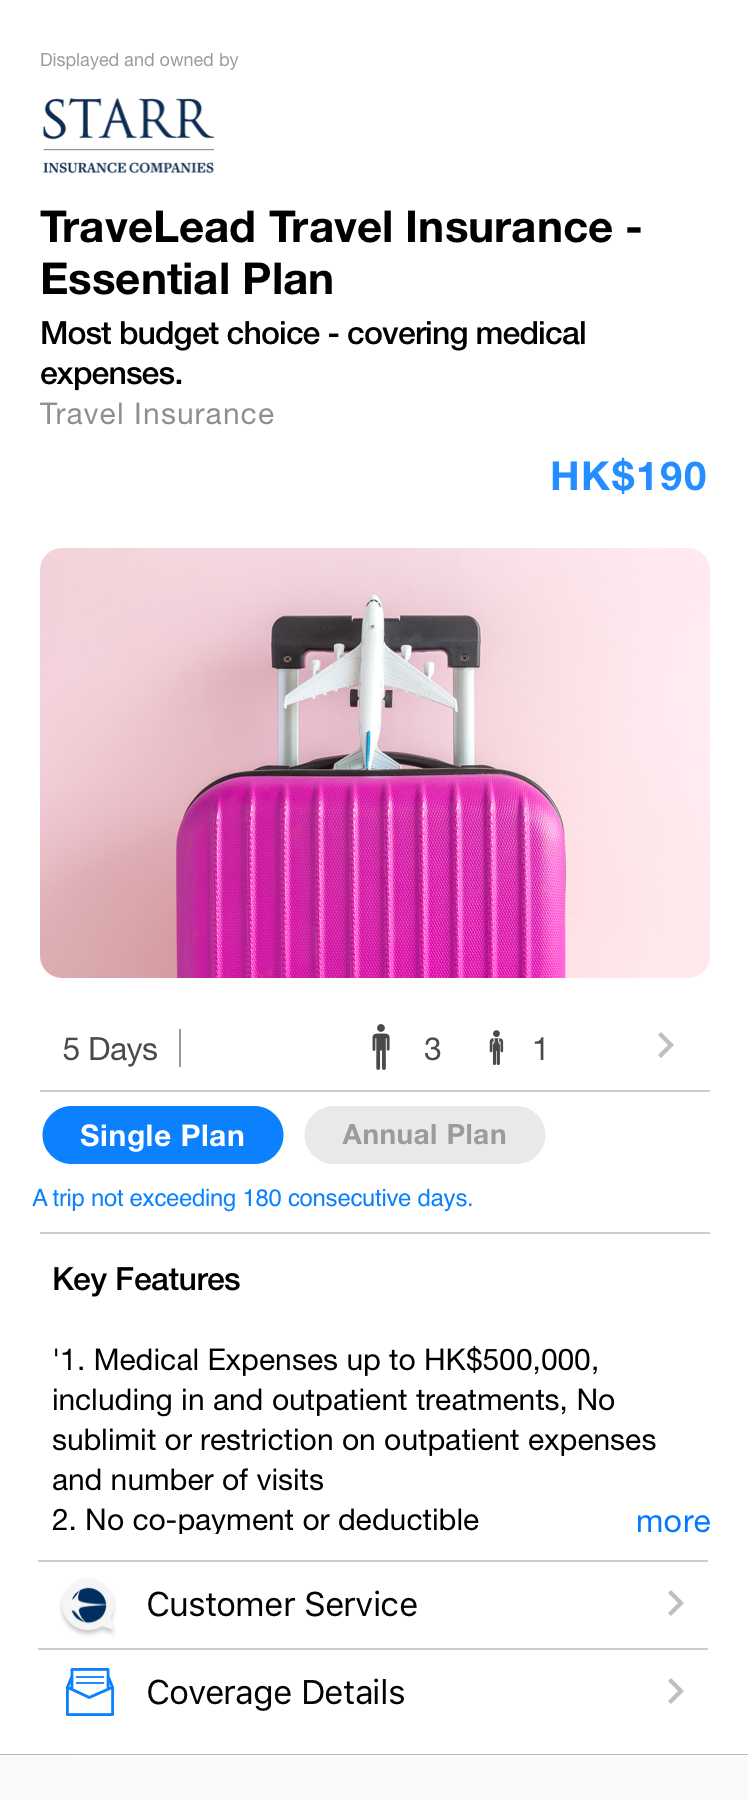 Displayed and owned by
STARR
INSURANCE COMPANIES
TraveLead Travel Insurance -
Essential Plan
Most budget choice - covering medical
expenses.
Travel Insurance
HK$190
5 Days
3
1
Single Plan
Annual Plan
A trip not exceeding 180 consecutive days.
Key Features
'1. Medical Expenses up to HK$500,000,
including in and outpatient treatments, No
sublimit or restriction on outpatient expenses
and number of visits
2. No co-payment or deductible
more
Customer Service
Coverage Details